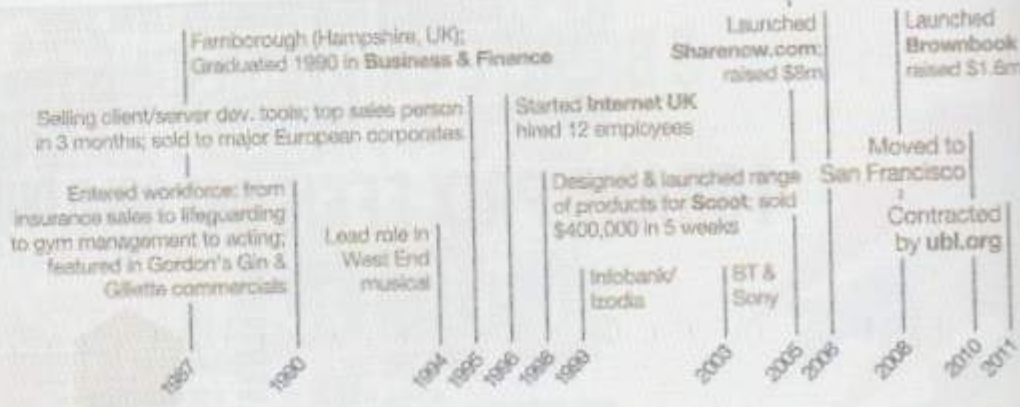 Farnborough (Hampshire, UK);
Graduated 1990 in Business & Finance
Selling client/server dev. tools; top sales person
in 3 months; sold to major European corporates
Entered workforce: from
insurance sales to lifeguarding
to gym management to acting;
featured in Gordon's Gin &
Gillette commercials
Lead role in
West End
musical
Started Internet UK
hired 12 employees
Designed & launched range
of products for Scoot; sold
$400,000 in 5 weeks
Infobank/
Izodia
BT &
Sony
Launched
Sharenow.com;
raised $8m
Launched
Brownbook
raised $1.6m
Moved to
San Francisco
Contracted
by ubl.org
1987
1990
1994
1995
1996
1998
1999
2003
2005
2006
2008
2010
2011